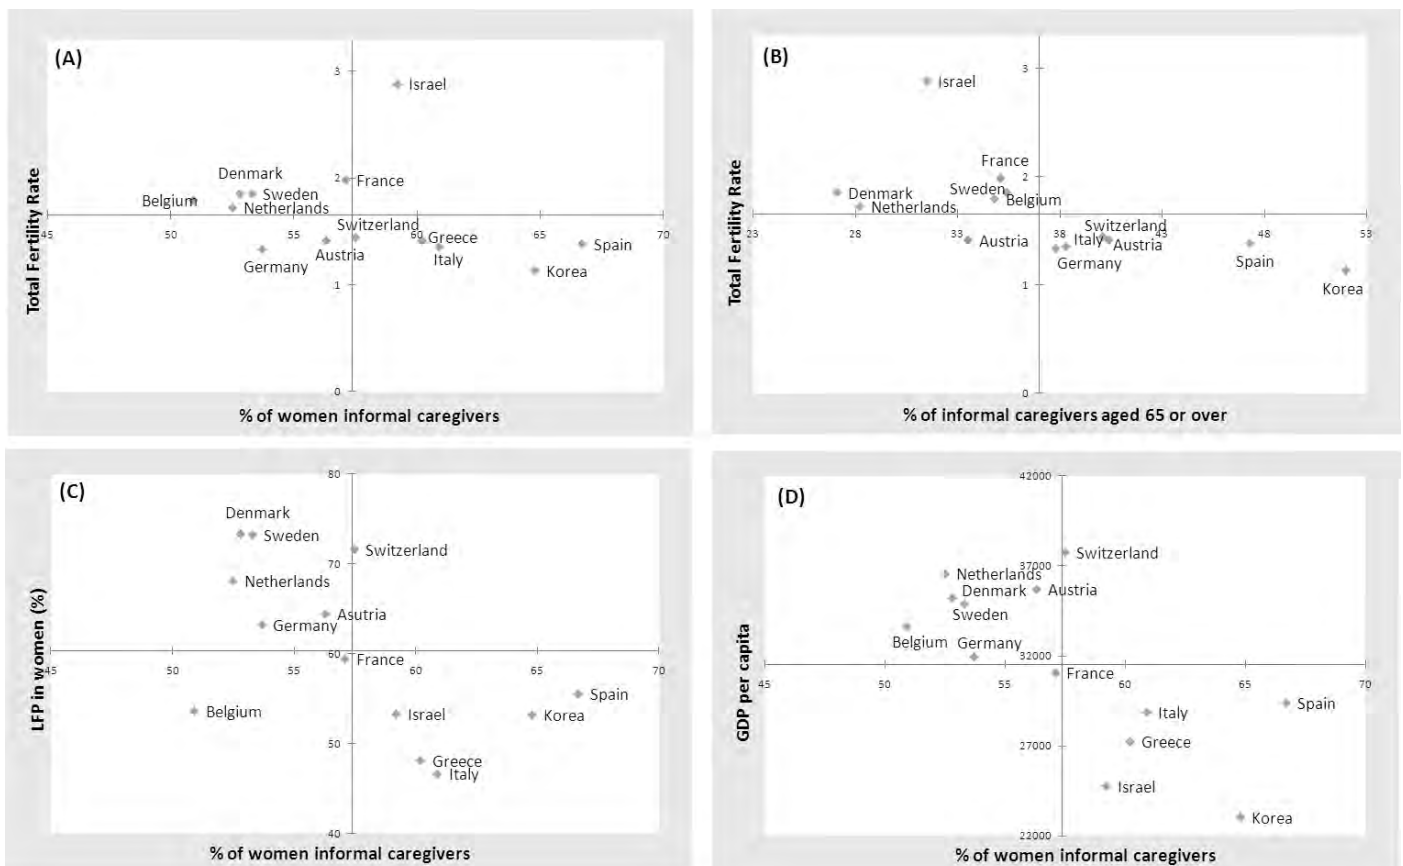 (A)
3
Israel
Denmark
2
France
Belgium
Sweden
Netherlands
45
50
55
60
65
70
Switzerland
Greece
Spain
Austria
Italy
Germany
Korea
1
0
Total Fertility Rate
% of women informal caregivers
(B)
3
Israel
France
2
Denmark
Sweden
Netherlands
Belgium
23
28
33
38
43
48
53
Switzerland
Austria
Italy
Austria
Germany
Spain
Korea
1
0
Total Fertility Rate
% of informal caregivers aged 65 or over
80
(C)
Denmark
Sweden
Switzerland
70
Netherlands
Asutria
Germany
60
France
45
50
55
60
65
70
Spain
Belgium
Israel
Korea
50
Greece
Italy
40
LFP in women (%)
% of women informal caregivers
42000
(D)
Switzerland
37000
Netherlands
Denmark
Austria
Sweden
Belgium
Germany
32000
France
45
50
55
60
65
70
Italy
Spain
Greece
27000
Israel
Korea
22000
GDP per capita
% of women informal caregivers